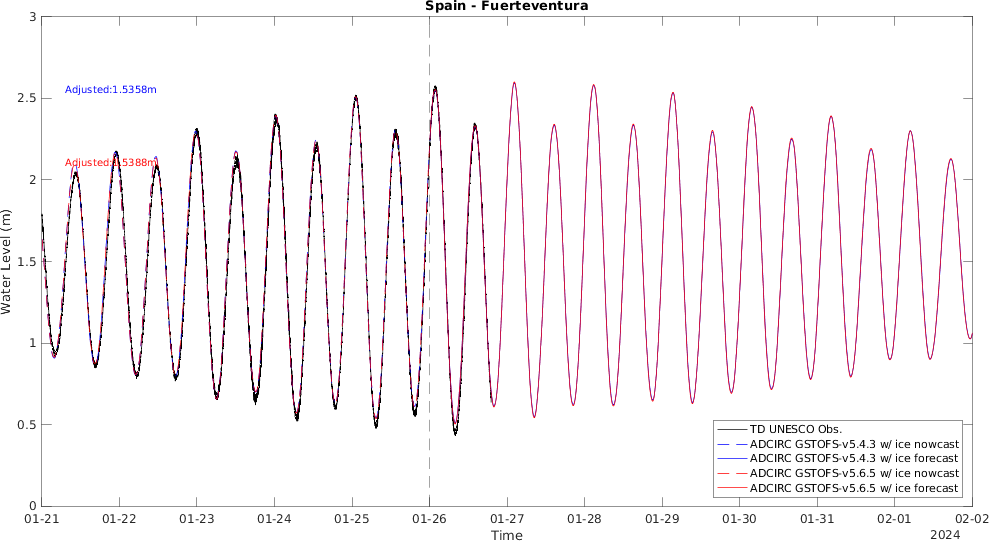 Spain - Fuerteventura
3
2.5
2
1.5
1
0.5
0
Water Level (m)
Adjusted:1.5358m
Adjusted:1.5388m
TD UNESCO Obs.
ADCIRC GSTOFS-v5.4.3 w/ ice nowcast
ADCIRC GSTOFS-v5.4.3 w/ ice forecast
ADCIRC GSTOFS-v5.6.5 w/ ice nowcast
ADCIRC GSTOFS-v5.6.5 w/ ice forecast
01-21 01-22 01-23 01-24 01-25 01-26 01-27 01-28 01-29 01-30 01-31 02-01 02-02
Time
2024